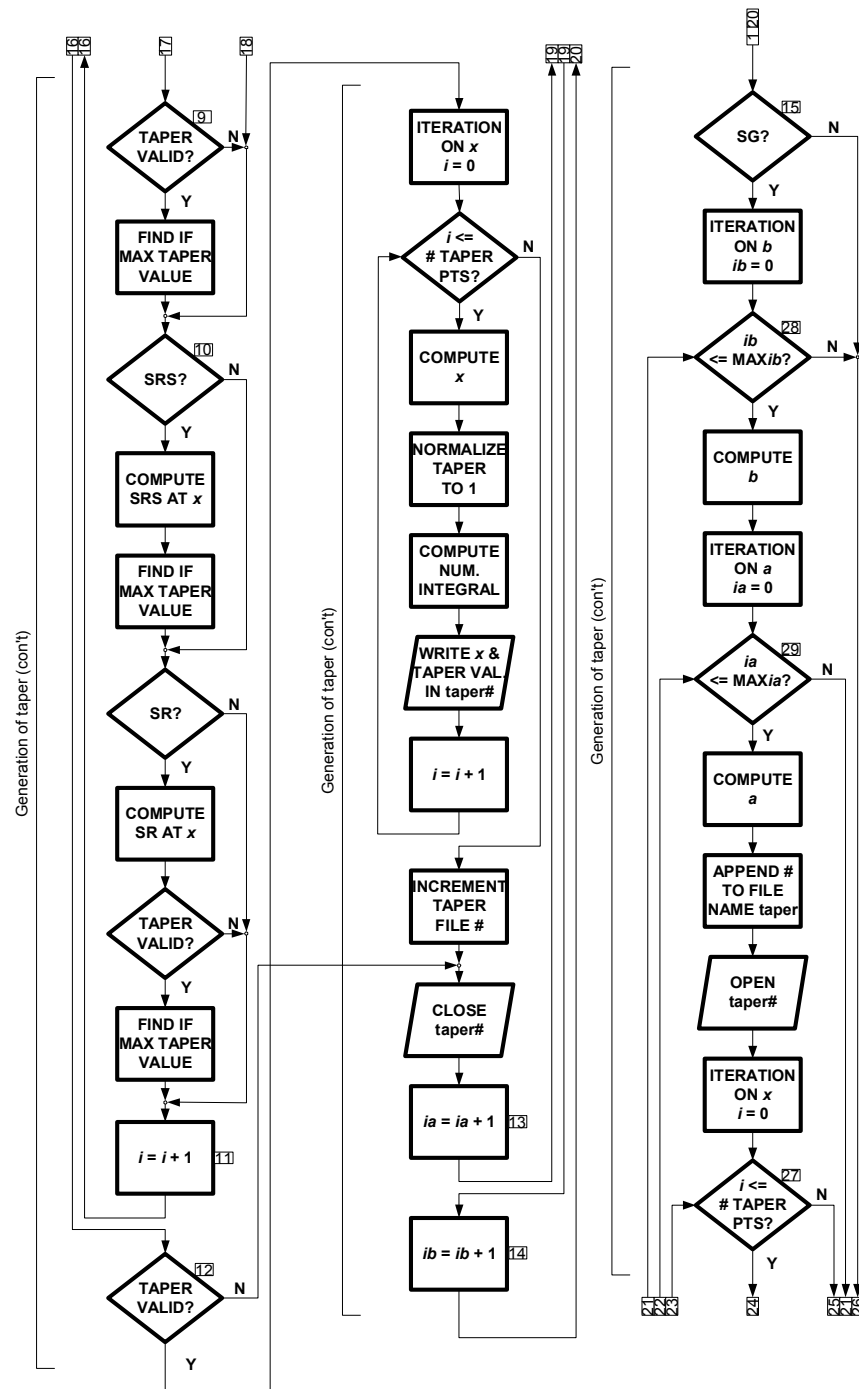 16
16
17
18
9
TAPER
VALID?
N
Y
FIND IF
MAX TAPER
VALUE
10
SRS?
N
Y
COMPUTE
SRS AT x
FIND IF
MAX TAPER
VALUE
SR?
N
Y
COMPUTE
SR AT x
TAPER
VALID?
N
Y
FIND IF
MAX TAPER
VALUE
i = i + 1
11
12
TAPER
VALID?
N
Y
Generation of taper (con't)
19
19
20
ITERATION
ON x
i = 0
i <=
# TAPER
PTS?
N
Y
COMPUTE
x
NORMALIZE
TAPER
TO 1
COMPUTE
NUM.
INTEGRAL
WRITE x &
TAPER VAL.
IN taper#
i = i + 1
INCREMENT
TAPER
FILE #
CLOSE
taper#
ia = ia + 1
13
ib = ib + 1
14
Generation of taper (con't)
1 20
15
SG?
N
Y
ITERATION
ON b
ib = 0
28
ib
<= MAXib?
N
Y
COMPUTE
b
ITERATION
ON a
ia = 0
29
ia
<= MAXia?
N
Y
COMPUTE
a
APPEND #
TO FILE
NAME taper
OPEN
taper#
ITERATION
ON x
i = 0
27
i <=
# TAPER
PTS?
N
Y
21
22
23
24
25
21
26
Generation of taper (con't)